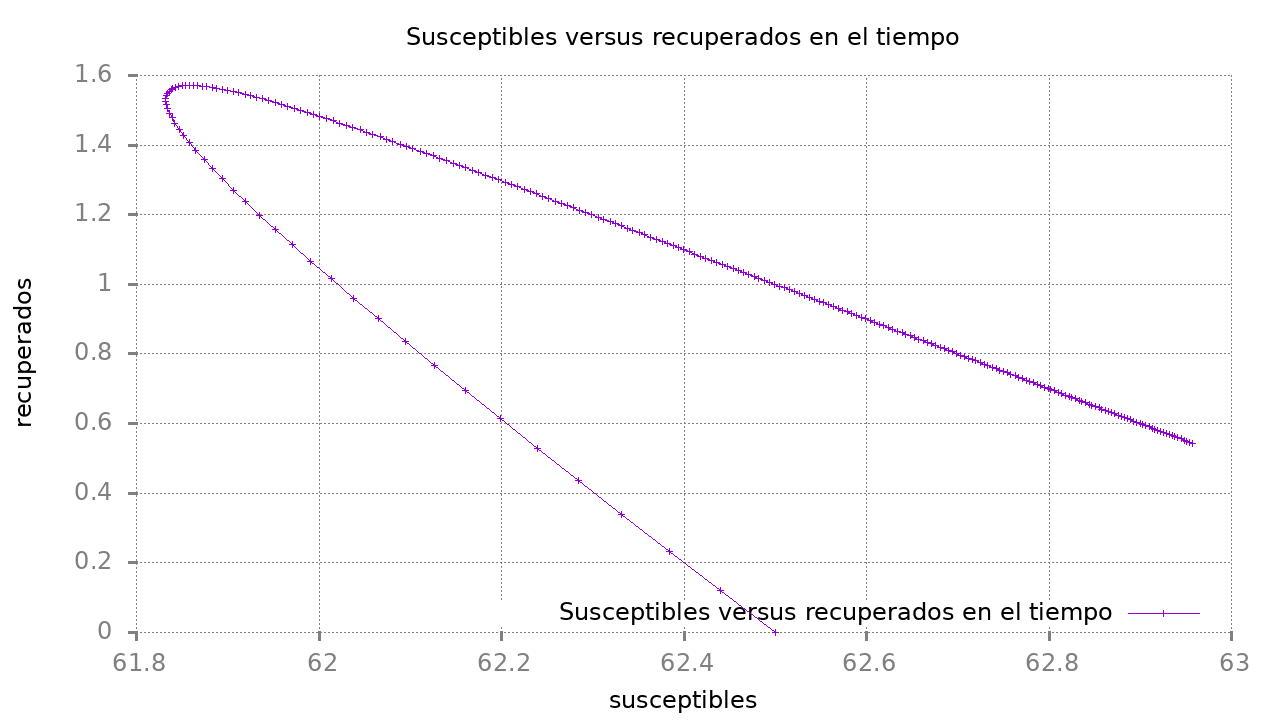 Susceptibles versus recuperados en el tiempo
1.6
1.4
1.2
1
0.8
0.6
0.4
0.2
0
recuperados
Susceptibles versus recuperados en el tiempo
61.8 62 62.2 62.4 62.6 62.8 63
susceptibles